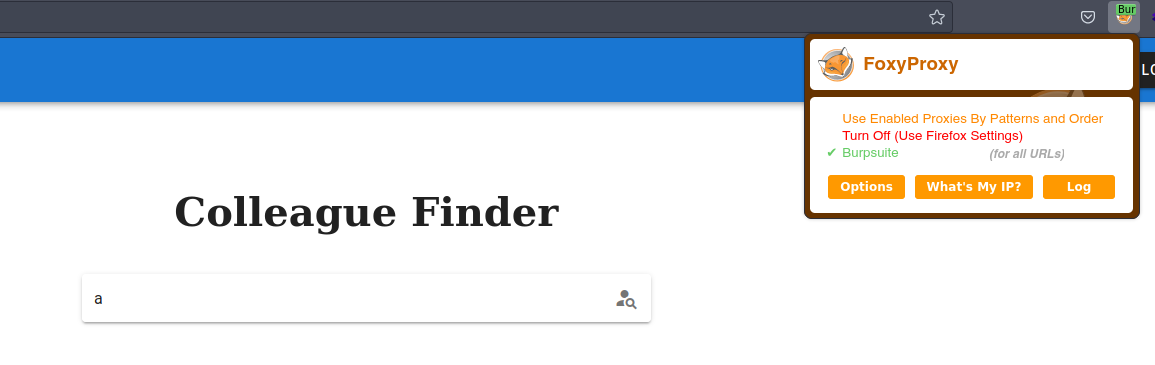 Bur
FoxyProxy
LO
Use Enabled Proxies By Patterns and Order
Turn Off (Use Firefox Settings)
✔ Burpsuite (for all URLs)
Options What's My IP? Log
Colleague Finder
a